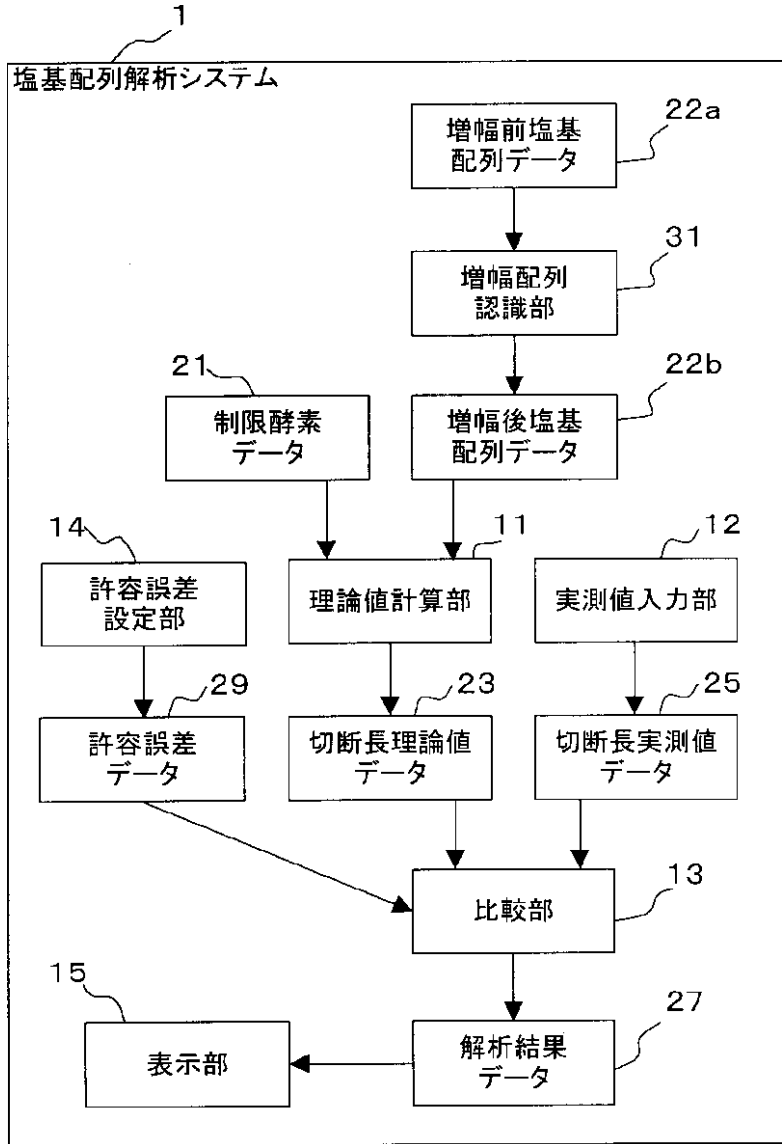 1
塩基配列解析システム
増幅前塩基
配列データ
22a
増幅配列
認識部
31
21
制限酵素
データ
22b
増幅後塩基
配列データ
14
許容誤差
設定部
11
理論値計算部
12
実測値入力部
29
許容誤差
データ
23
切断長理論値
データ
25
切断長実測値
データ
比較部
13
15
表示部
解析結果
データ
27